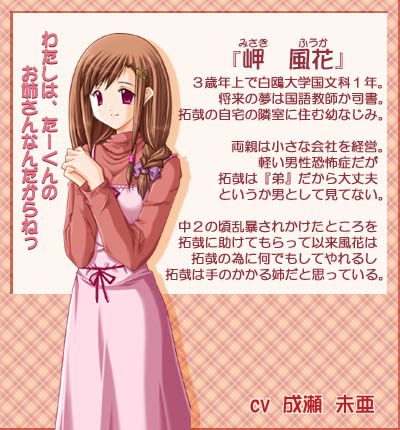 わたしは、たーくんの
お姉さんなんだからねっ
みさき ふうか
『岬 風花』
3歳年上で白鴎大学国文科1年。
将来の夢は国語教師か司書。
拓哉の自宅の隣室に住む幼なじみ。
両親は小さな会社を経営。
軽い男性恐怖症だが
拓哉は『弟』だから大丈夫
というか男として見てない。
中2の頃乱暴されかけたところを
拓哉に助けてもらって以来風花は
拓哉の為に何でもしてやれるし
拓哉は手のかかる姉だと思っている。
CV 成瀬 未亜